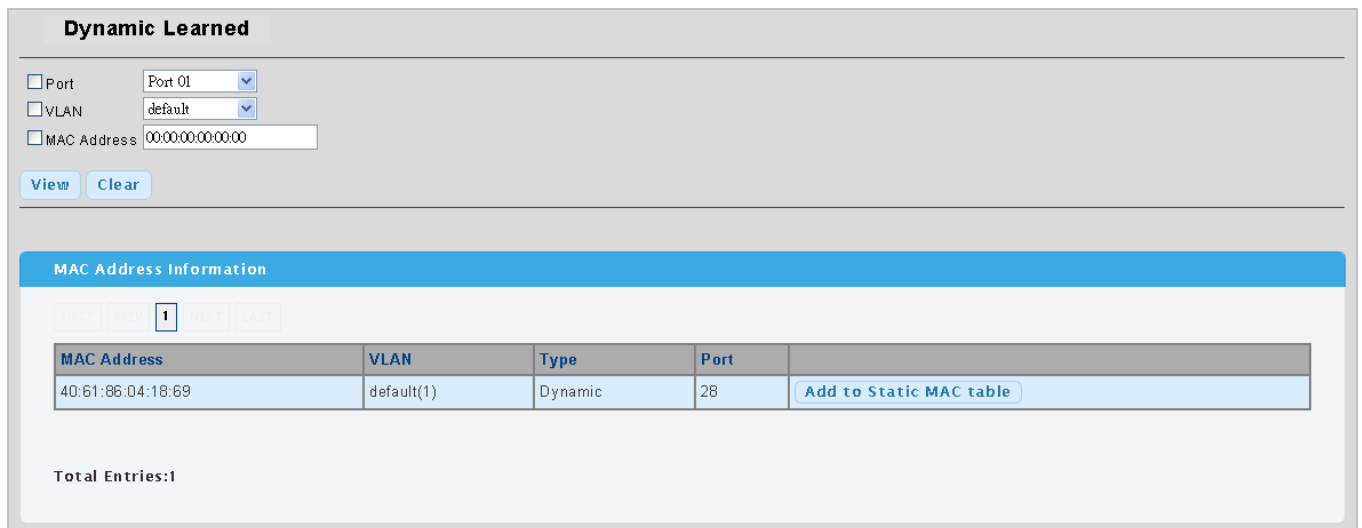 Dynamic Learned
Port Port 01
VLAN default
MAC Address 00:00:00:00:00:00
View Clear
MAC Address Information
FIRST PREV 1 NEXT LAST
MAC Address VLAN Type Port
40:61:86:04:18:69 default(1) Dynamic 28 Add to Static MAC table
Total Entries:1